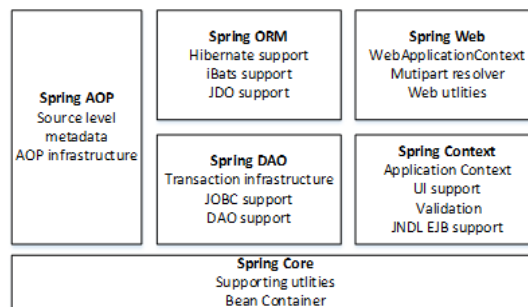 Spring AOP
Source level
metadata
AOP infrastructure
Spring ORM
Hibernate support
iBats support
JDO support
Spring Web
WebApplicationContext
Mutipart resolver
Web utlities
Spring DAO
Transaction infrastructure
JOBC support
DAO support
Spring Context
Application Context
UI support
Validation
JNDL EJB support
Spring Core
Supporting utlities
Bean Container